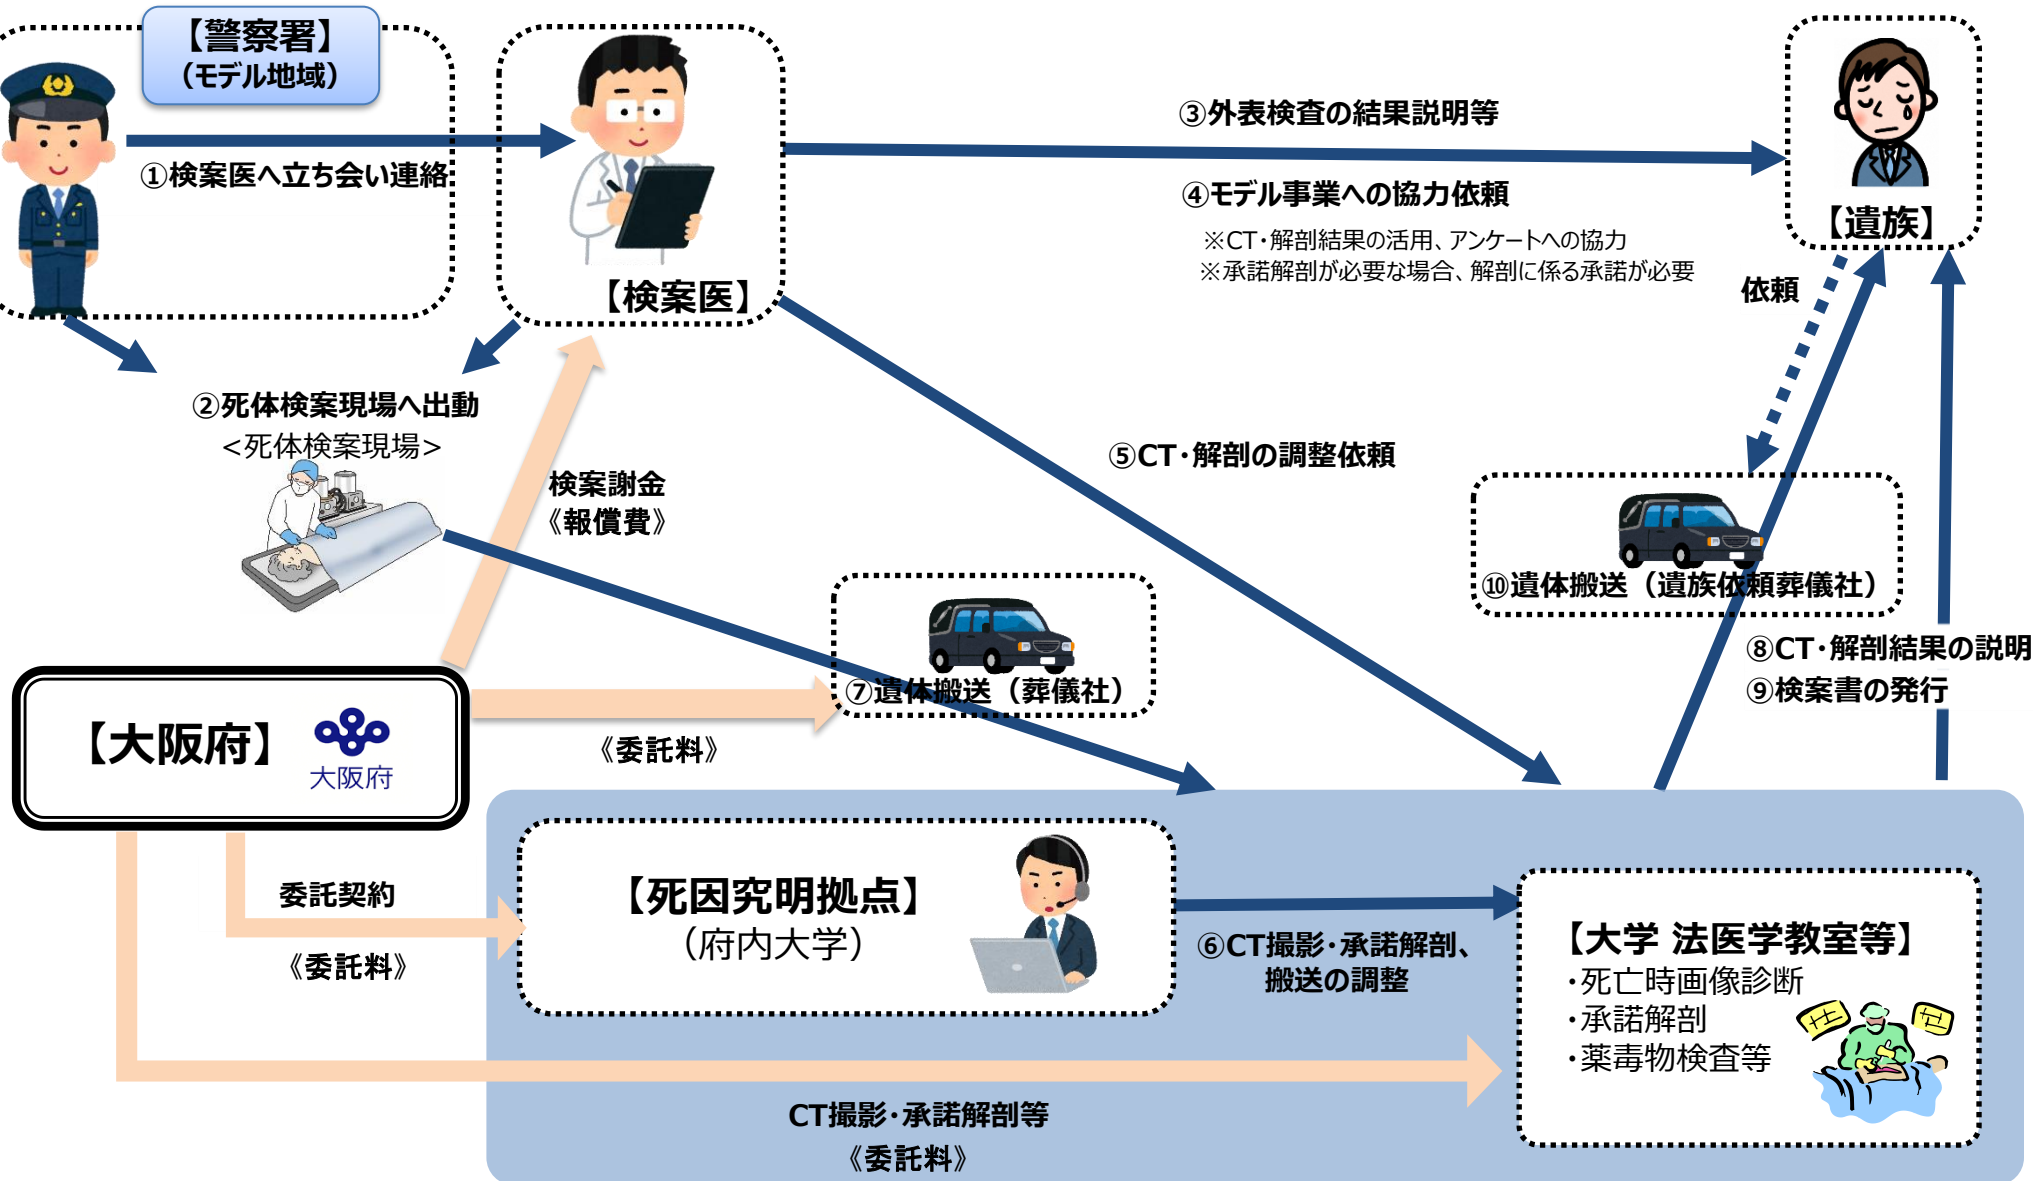 【警察署】
（モデル地域）
①検案医へ立ち会い連絡
【検案医】
③外表検査の結果説明等
④モデル事業への協力依頼
※CT・解剖結果の活用、アンケートへの協力
※承諾解剖が必要な場合、解剖に係る承諾が必要
【遺族】
依頼
②死体検案現場へ出動
<死体検案現場>
検案謝金
《報償費》
⑤CT・解剖の調整依頼
⑩遺体搬送（遺族依頼葬儀社）
⑦遺体搬送（葬儀社）
⑧CT・解剖結果の説明
⑨検案書の発行
【大阪府】
大阪府
《委託料》
委託契約
《委託料》
【死因究明拠点】
（府内大学）
⑥CT撮影・承諾解剖、
搬送の調整
【大学 法医学教室等】
・死亡時画像診断
・承諾解剖
・薬毒物検査等
CT撮影・承諾解剖等
《委託料》